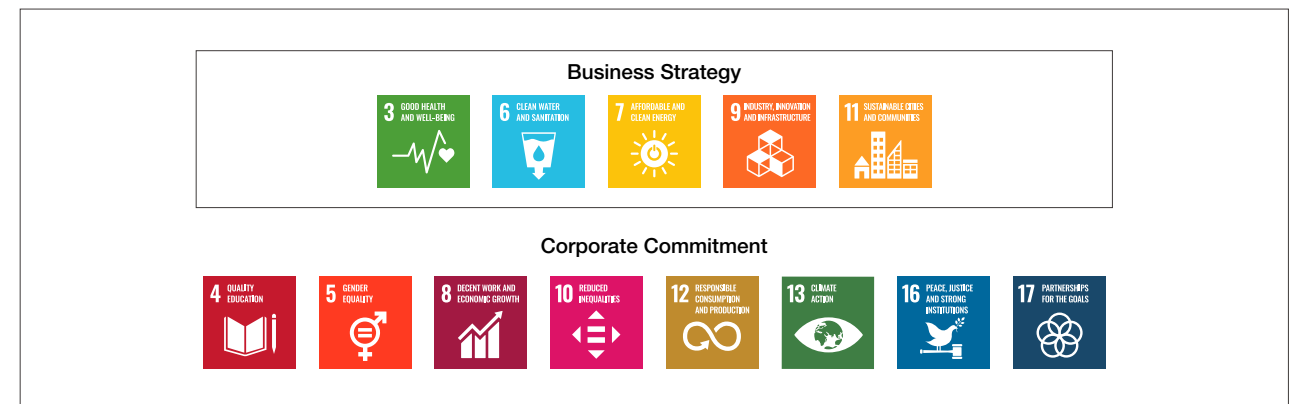 Business Strategy
3 GOOD HEALTH
AND WELL-BEING
6 CLEAN WATER
AND SANITATION
7 AFFORDABLE AND
CLEAN ENERGY
9 INDUSTRY, INNOVATION
AND INFRASTRUCTURE
11 SUSTAINABLE CITIES
AND COMMUNITIES
Corporate Commitment
4 QUALITY
EDUCATION
5 GENDER
EQUALITY
8 DECENT WORK AND
ECONOMIC GROWTH
10 REDUCED
INEQUALITIES
12 RESPONSIBLE
CONSUMPTION
AND PRODUCTION
13 CLIMATE
ACTION
16 PEACE, JUSTICE
AND STRONG
INSTITUTIONS
17 PARTNERSHIPS
FOR THE GOALS